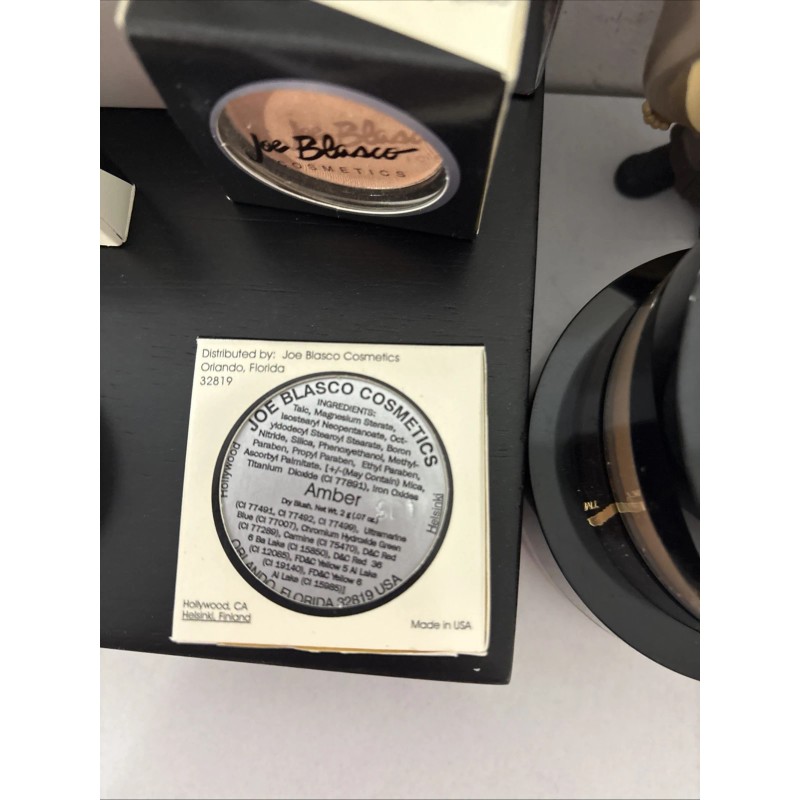 Joe Blasco
COSMETICS
Distributed by: Joe Blasco Cosmetics
Orlando, Florida
32819
JOE BLASCO COSMETICS
INGREDIENTS:
Talc, Magnesium Sterate,
Isostearyl Neopentanoate, Oct-
yldodecyl Stearoyl Stearate, Boron
Nitride, Silica, Phenoxyethanol, Methyl-
Paraben, Propyl Paraben, Ethyl Paraben,
Ascorbyl Palmitate. [+/-(May Contain) Mica,
Titanium Dioxide (CI 77891), Iron Oxides
Amber
Dry Blush, Net Wt. 2 g (.07 oz.)
(CI 77491, CI 77492, CI 77499), Ultramarine
Blue (CI 77007), Chromium Hydroxide Green
(CI 77289), Carmine (CI 75470), D&C Red
6 Ba Lake (CI 15850), D&C Red 36
(CI 12085), FD&C Yellow 5 Al Lake
(CI 19140), FD&C Yellow 6
Al Lake (CI 15985)]
Hollywood
Helsinki
ORLANDO, FLORIDA 32819 USA
Hollywood, CA
Helsinki, Finland
Made in USA
TM